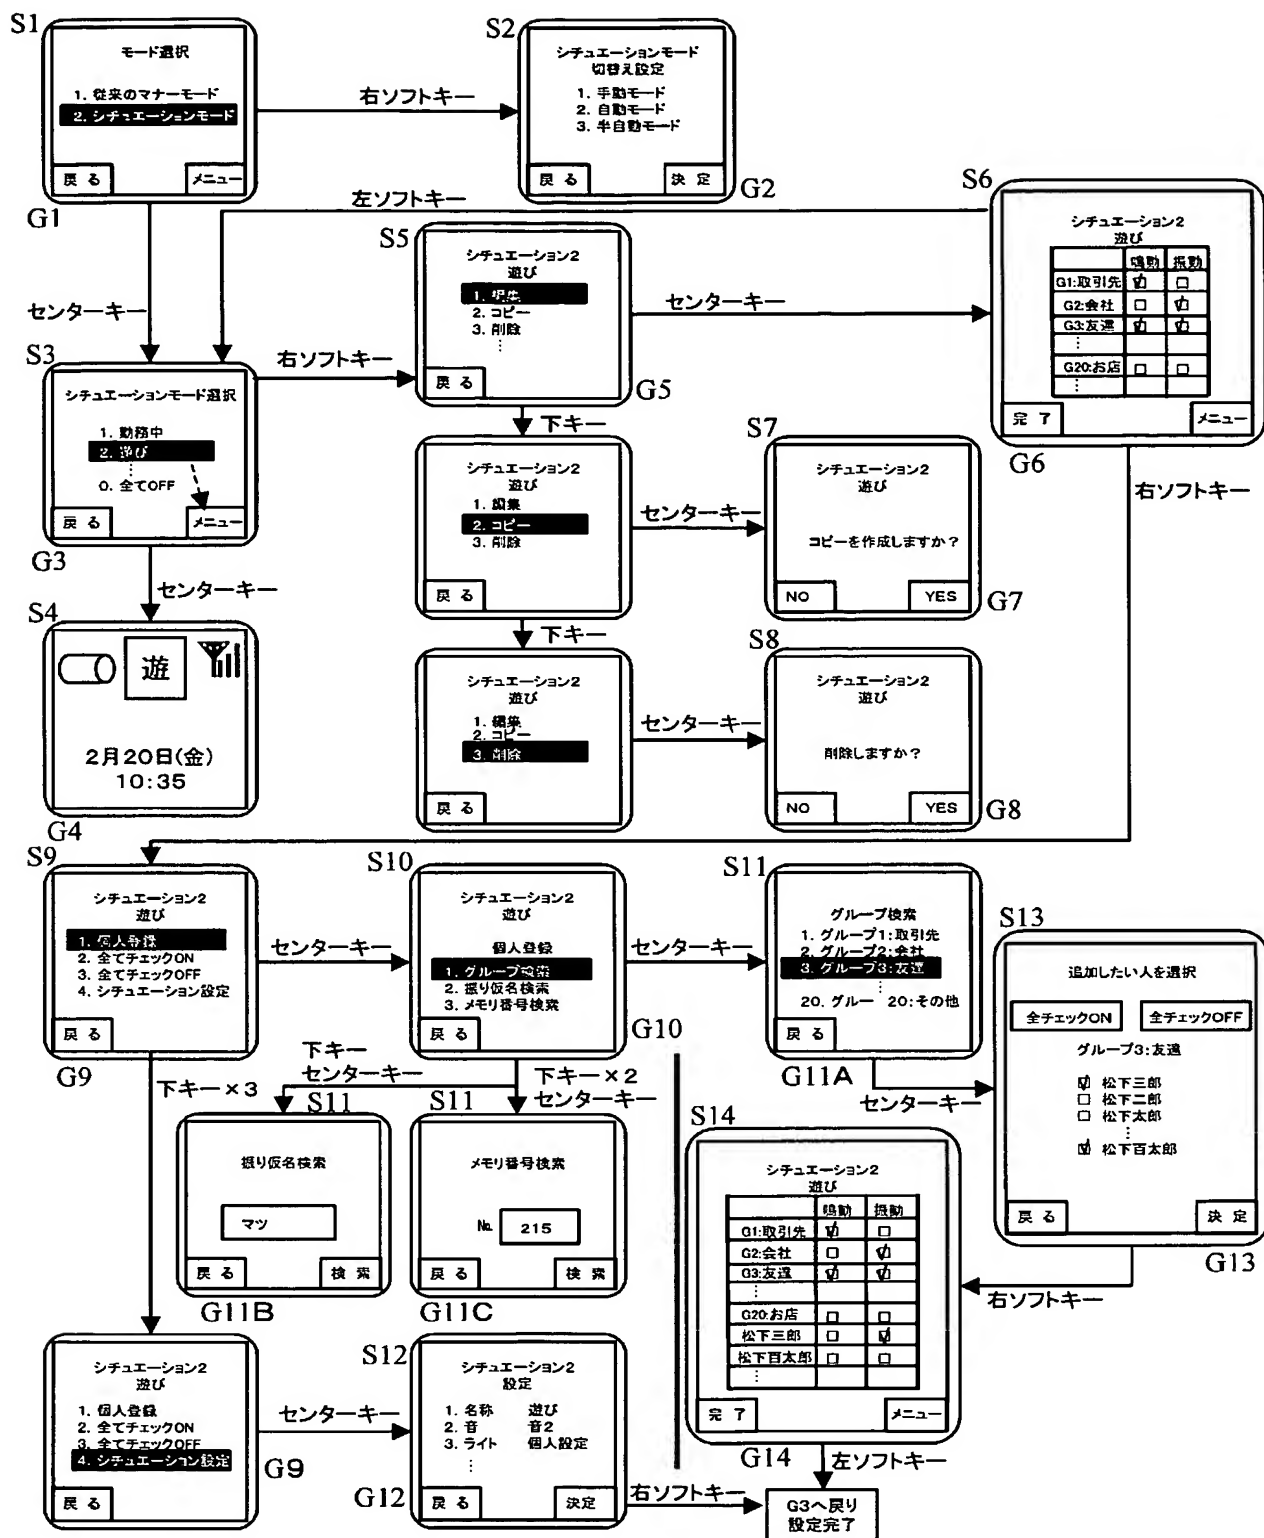 S1
モード選択
1. 従来のマナーモード
2. シチュエーションモード
戻る
メニュー
G1
右ソフトキー
S2
シチュエーションモード
切替え設定
1. 手動モード
2. 自動モード
3. 半自動モード
戻る
決定
G2
左ソフトキー
センターキー
S3
シチュエーションモード選択
1. 勤務中
2. 遊び
⋮
0. 全てOFF
戻る
メニュー
G3
右ソフトキー
センターキー
S4
遊
2月20日(金)
10:35
G4
S5
シチュエーション2
遊び
1. 編集
2. コピー
3. 削除
⋮
戻る
G5
センターキー
下キー
シチュエーション2
遊び
1. 編集
2. コピー
3. 削除
戻る
センターキー
下キー
シチュエーション2
遊び
1. 編集
2. コピー
3. 削除
戻る
センターキー
S6
シチュエーション2
遊び
鳴動 振動
G1:取引先
G2:会社
G3:友達
⋮
G20:お店
⋮
完了
メニュー
G6
右ソフトキー
S7
シチュエーション2
遊び
コピーを作成しますか？
NO
YES
G7
S8
シチュエーション2
遊び
削除しますか？
NO
YES
G8
S9
シチュエーション2
遊び
1. 個人登録
2. 全てチェックON
3. 全てチェックOFF
4. シチュエーション設定
戻る
G9
センターキー
下キー×3
S10
シチュエーション2
遊び
個人登録
1. グループ検索
2. 振り仮名検索
3. メモリ番号検索
戻る
G10
センターキー
下キー
センターキー
下キー×2
センターキー
S11
グループ検索
1. グループ1:取引先
2. グループ2:会社
3. グループ3:友達
⋮
20. グルー 20:その他
戻る
G11A
センターキー
S13
追加したい人を選択
全チェックON
全チェックOFF
グループ3:友達
松下三郎
松下二郎
松下太郎
⋮
松下百太郎
戻る
決定
G13
右ソフトキー
S11
振り仮名検索
マツ
戻る
検索
G11B
S11
メモリ番号検索
№ 215
戻る
検索
G11C
S14
シチュエーション2
遊び
鳴動 振動
G1:取引先
G2:会社
G3:友達
⋮
G20:お店
松下三郎
松下百太郎
⋮
完了
メニュー
G14
左ソフトキー
シチュエーション2
遊び
1. 個人登録
2. 全てチェックON
3. 全てチェックOFF
4. シチュエーション設定
戻る
G9
センターキー
S12
シチュエーション2
設定
1. 名称 遊び
2. 音 音2
3. ライト 個人設定
⋮
戻る
決定
G12
右ソフトキー
G3へ戻り
設定完了